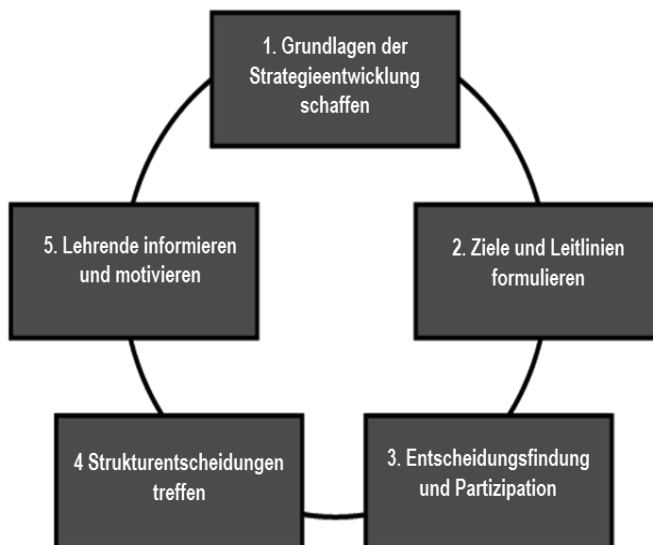 1. Grundlagen der
Strategieentwicklung
schaffen
2. Ziele und Leitlinien
formulieren
3. Entscheidungsfindung
und Partizipation
4 Strukturentscheidungen
treffen
5. Lehrende informieren
und motivieren